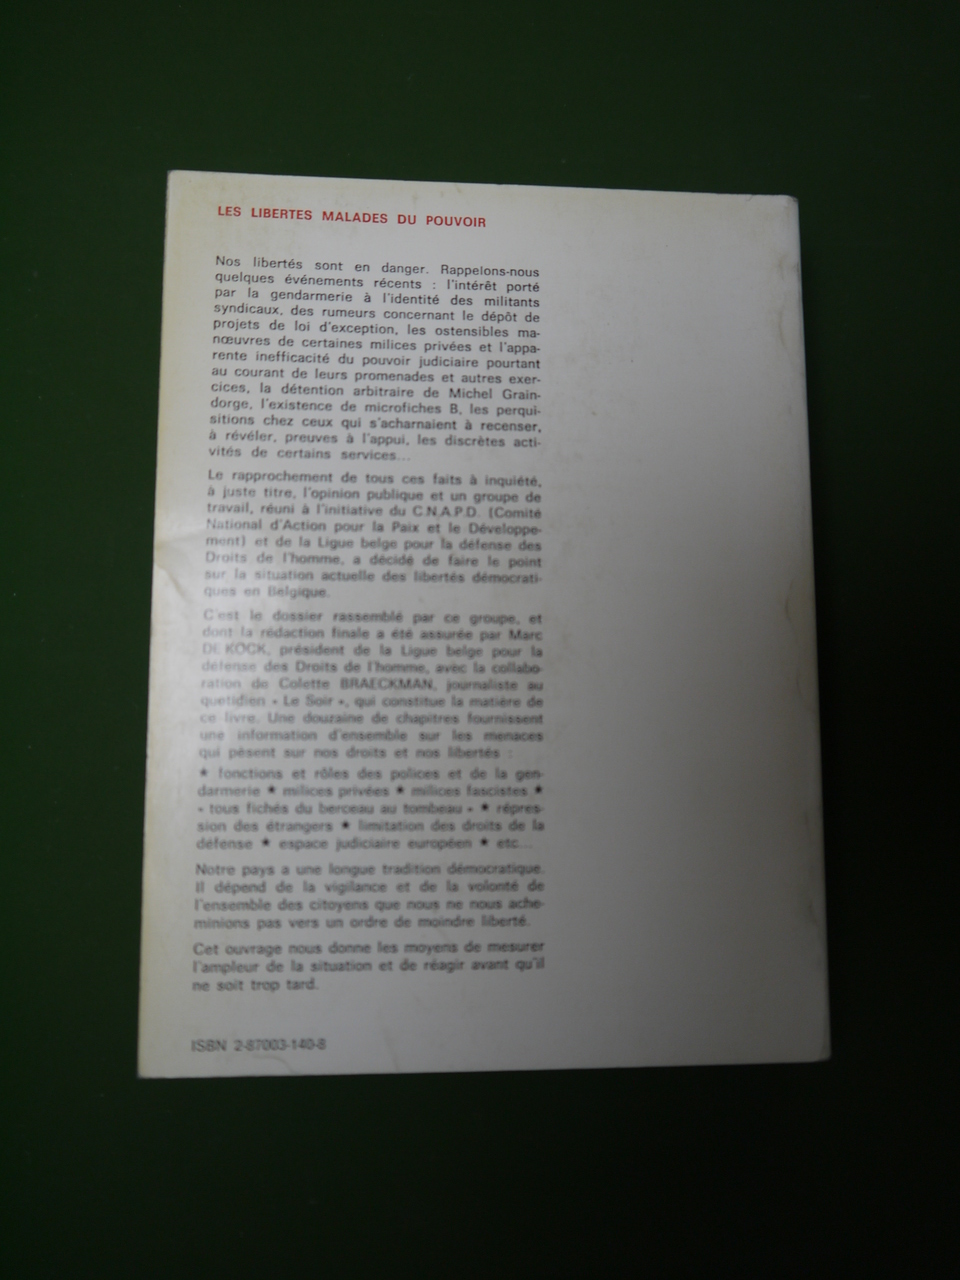 LES LIBERTES MALADES DU POUVOIR
Nos libertés sont en danger. Rappelons-nous
quelques événements récents : l'intérêt porté
par la gendarmerie à l'identité des militants
syndicaux, des rumeurs concernant le dépôt de
projets de loi d'exception, les ostensibles ma-
nœuvres de certaines milices privées et l'appa-
rente inefficacité du pouvoir judiciaire pourtant
au courant de leurs promenades et autres exer-
cices, la détention arbitraire de Michel Grain-
dorge, l'existence de microfiches B, les perqui-
sitions chez ceux qui s'acharnaient à recenser,
à révéler, preuves à l'appui, les discrètes acti-
vités de certains services...
Le rapprochement de tous ces faits à inquiété,
à juste titre, l'opinion publique et un groupe de
travail, réuni à l'initiative du C.N.A.P.D. (Comité
National d'Action pour la Paix et le Développe-
ment) et de la Ligue belge pour la défense des
Droits de l'homme, a décidé de faire le point
sur la situation actuelle des libertés démocrati-
ques en Belgique.
C'est le dossier rassemblé par ce groupe, et
dont la rédaction finale a été assurée par Marc
DE KOCK, président de la Ligue belge pour la
défense des Droits de l'homme, avec la collabo-
ration de Colette BRAECKMAN, journaliste au
quotidien « Le Soir », qui constitue la matière de
ce livre. Une douzaine de chapitres fournissent
une information d'ensemble sur les menaces
qui pèsent sur nos droits et nos libertés :
★ fonctions et rôles des polices et de la gen-
darmerie ★ milices privées ★ milices fascistes ★
« tous fichés du berceau au tombeau » ★ répres-
sion des étrangers ★ limitation des droits de la
défense ★ espace judiciaire européen ★ etc...
Notre pays a une longue tradition démocratique.
Il dépend de la vigilance et de la volonté de
l'ensemble des citoyens que nous ne nous ache-
minions pas vers un ordre de moindre liberté.
Cet ouvrage nous donne les moyens de mesurer
l'ampleur de la situation et de réagir avant qu'il
ne soit trop tard.
ISBN 2-87003-140-8